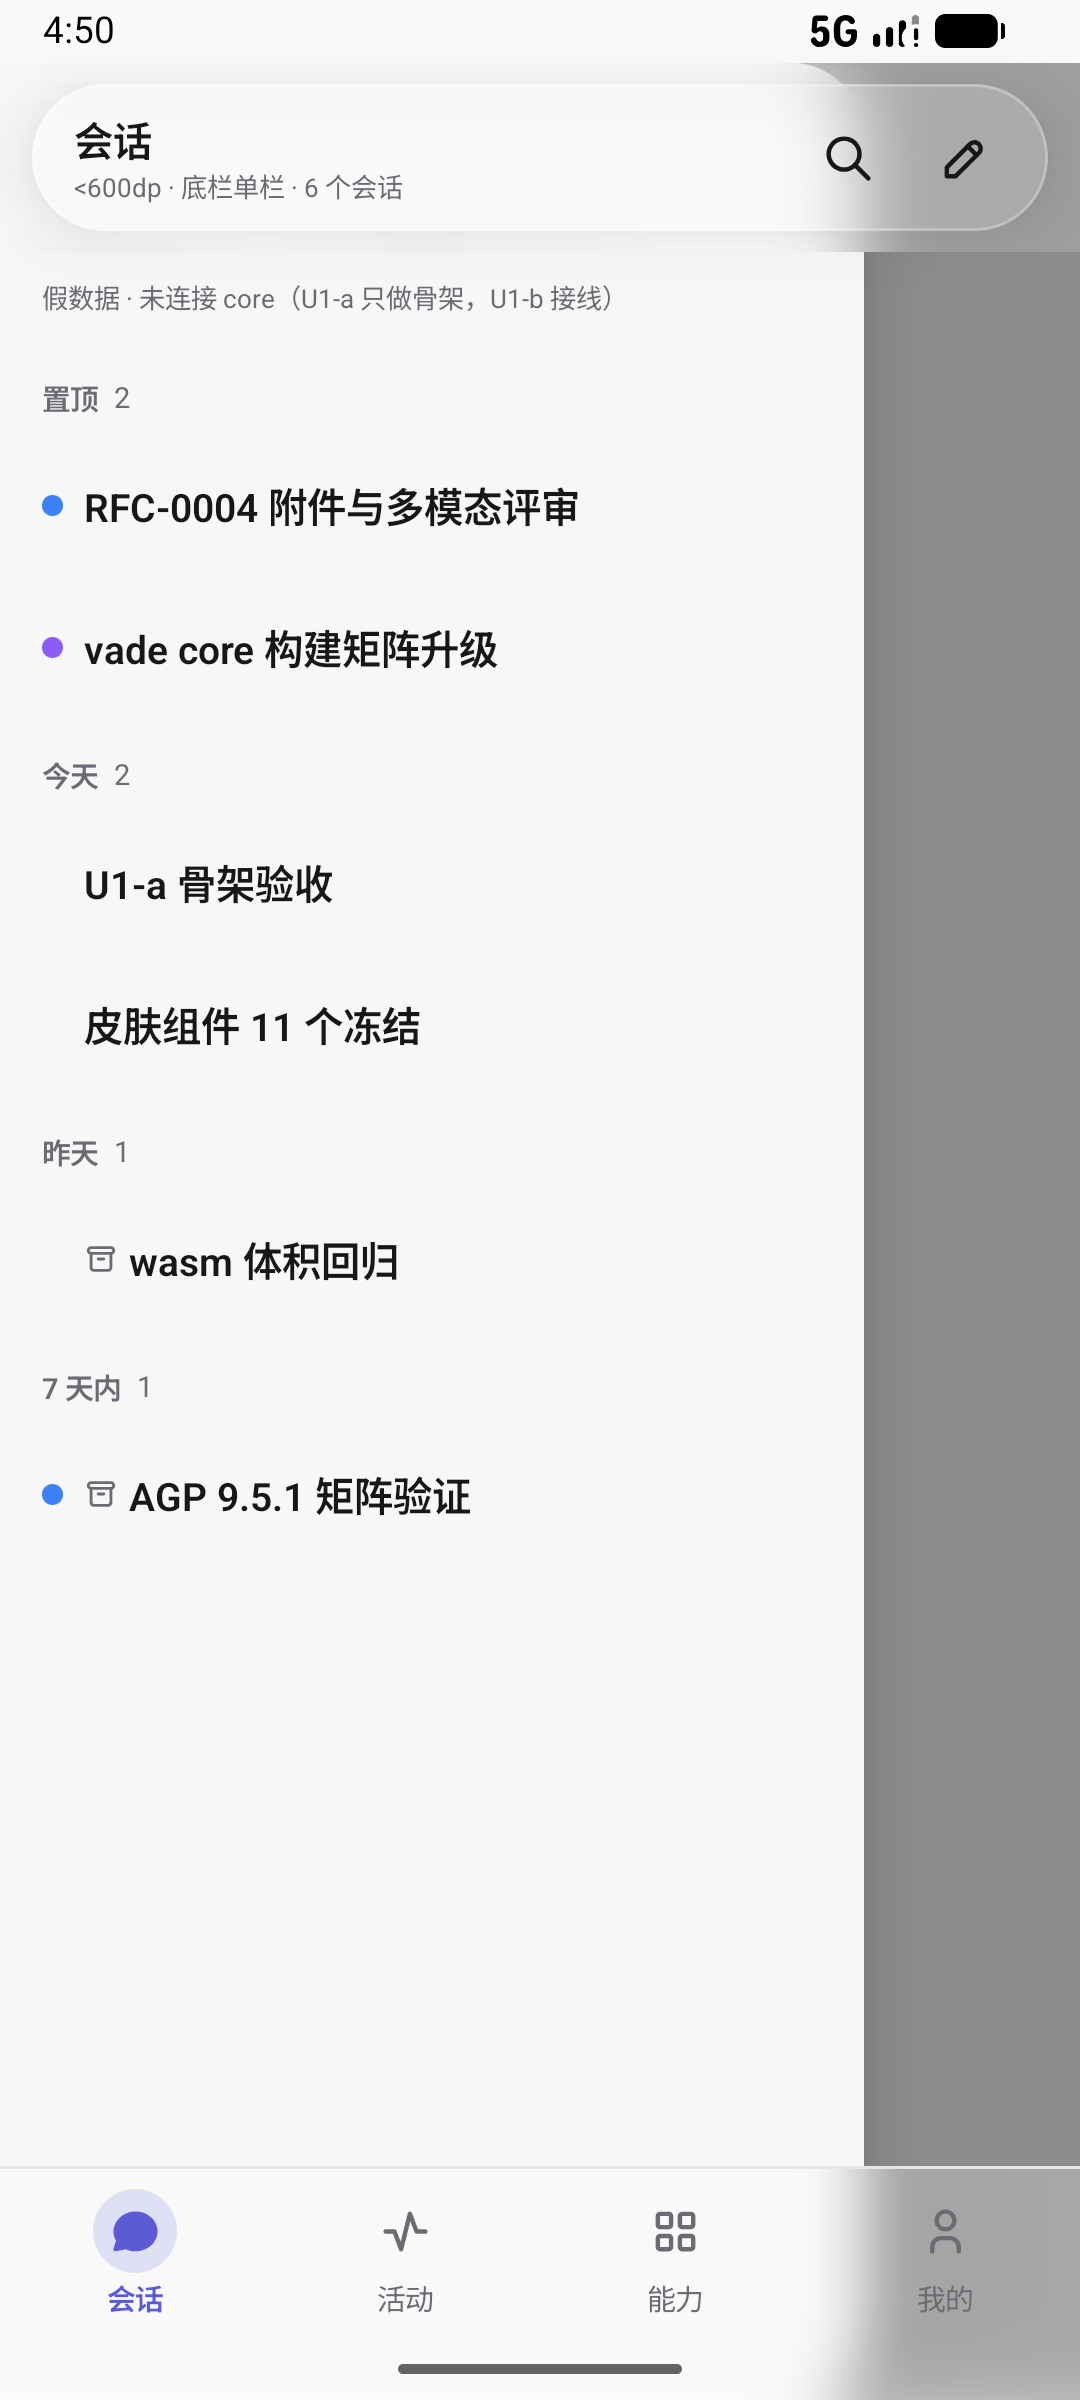 4:50
5G
会话
<600dp · 底栏单栏 · 6 个会话
假数据 · 未连接 core（U1-a 只做骨架，U1-b 接线）
置顶 2
RFC-0004 附件与多模态评审
vade core 构建矩阵升级
今天 2
U1-a 骨架验收
皮肤组件 11 个冻结
昨天 1
wasm 体积回归
7 天内 1
AGP 9.5.1 矩阵验证
会话
活动
能力
我的